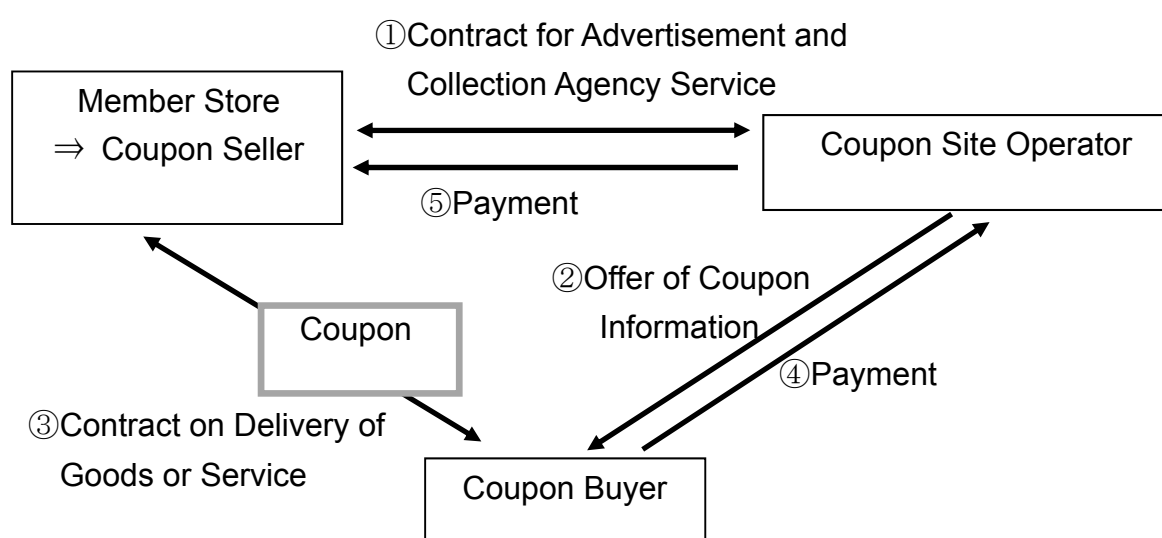 ①Contract for Advertisement and
Collection Agency Service
Member Store
⇒ Coupon Seller
Coupon Site Operator
⑤Payment
②Offer of Coupon
Information
Coupon
④Payment
③Contract on Delivery of
Goods or Service
Coupon Buyer